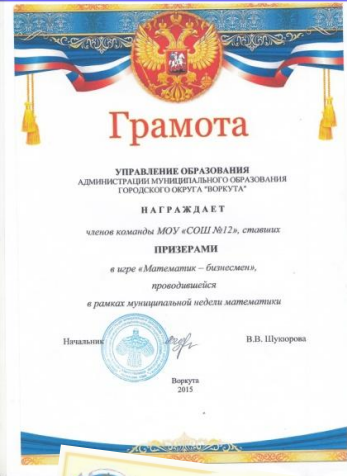 Грамота
УПРАВЛЕНИЕ ОБРАЗОВАНИЯ
АДМИНИСТРАЦИИ МУНИЦИПАЛЬНОГО ОБРАЗОВАНИЯ
ГОРОДСКОГО ОКРУГА "ВОРКУТА"
НАГРАЖДАЕТ
членов команды МОУ «СОШ №12», ставших
ПРИЗЕРАМИ
в игре «Математик – бизнесмен»,
проводившейся
в рамках муниципальной недели математики
Начальник В.В. Шукюрова
Воркута
2015